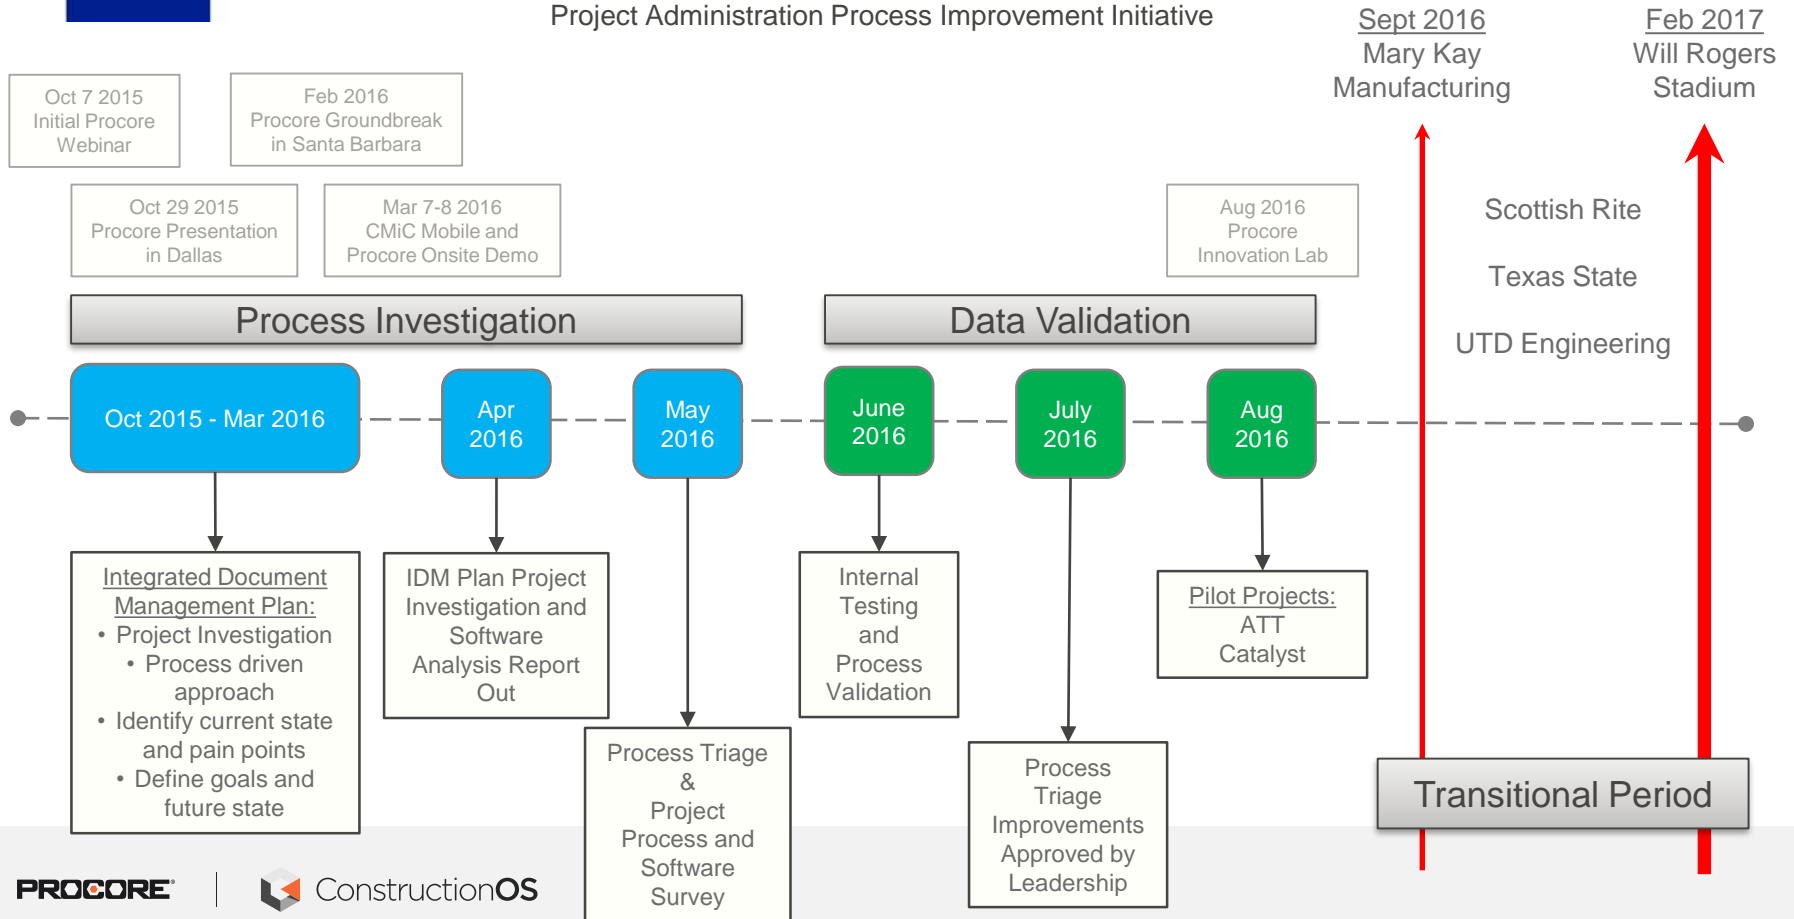 Project Administration Process Improvement Initiative
Sept 2016
Mary Kay
Manufacturing
Feb 2017
Will Rogers
Stadium
Oct 7 2015
Initial Procore
Webinar
Feb 2016
Procore Groundbreak
in Santa Barbara
Oct 29 2015
Procore Presentation
in Dallas
Mar 7-8 2016
CMiC Mobile and
Procore Onsite Demo
Aug 2016
Procore
Innovation Lab
Scottish Rite
Texas State
UTD Engineering
Process Investigation
Data Validation
Oct 2015 - Mar 2016
Apr
2016
May
2016
June
2016
July
2016
Aug
2016
Integrated Document
Management Plan:
• Project Investigation
• Process driven
approach
• Identify current state
and pain points
• Define goals and
future state
IDM Plan Project
Investigation and
Software
Analysis Report
Out
Process Triage
&
Project
Process and
Software
Survey
Internal
Testing
and
Process
Validation
Process
Triage
Improvements
Approved by
Leadership
Pilot Projects:
ATT
Catalyst
Transitional Period
PROCORE®
ConstructionOS